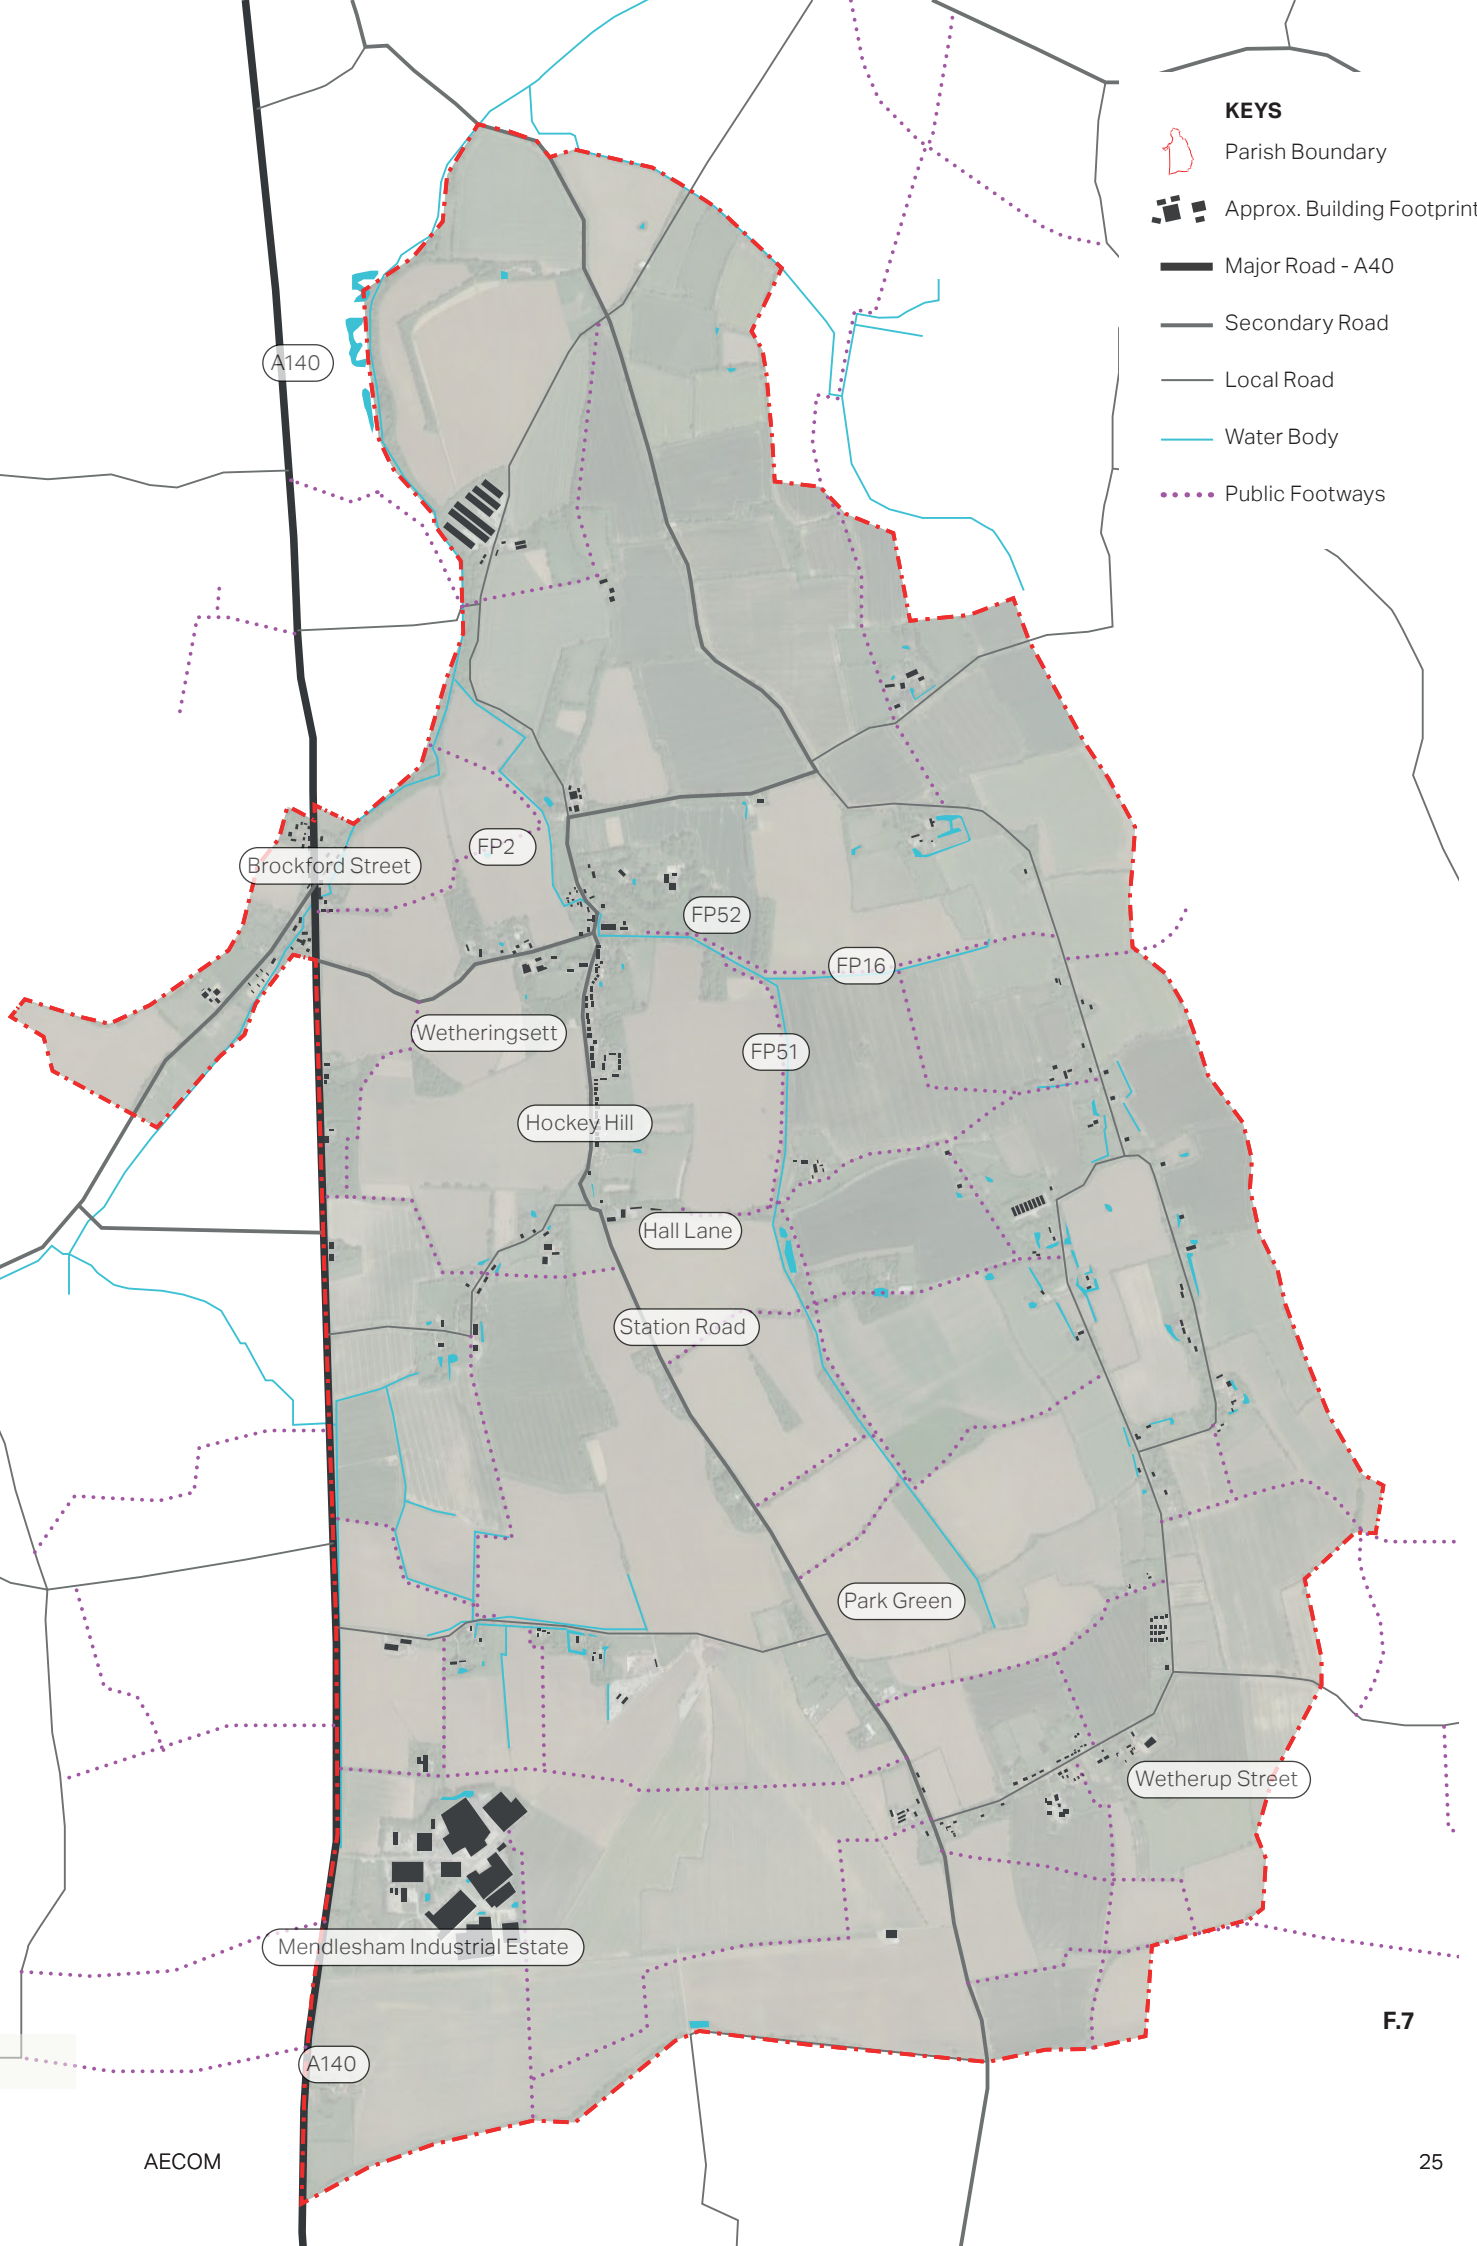 KEYS
Parish Boundary
Approx. Building Footprint
Major Road - A40
Secondary Road
Local Road
Water Body
Public Footways
A140
FP2
Brockford Street
FP52
FP16
Wetheringsett
FP51
Hockey Hill
Hall Lane
Station Road
Park Green
Wetherup Street
Mendlesham Industrial Estate
F.7
A140
AECOM
25